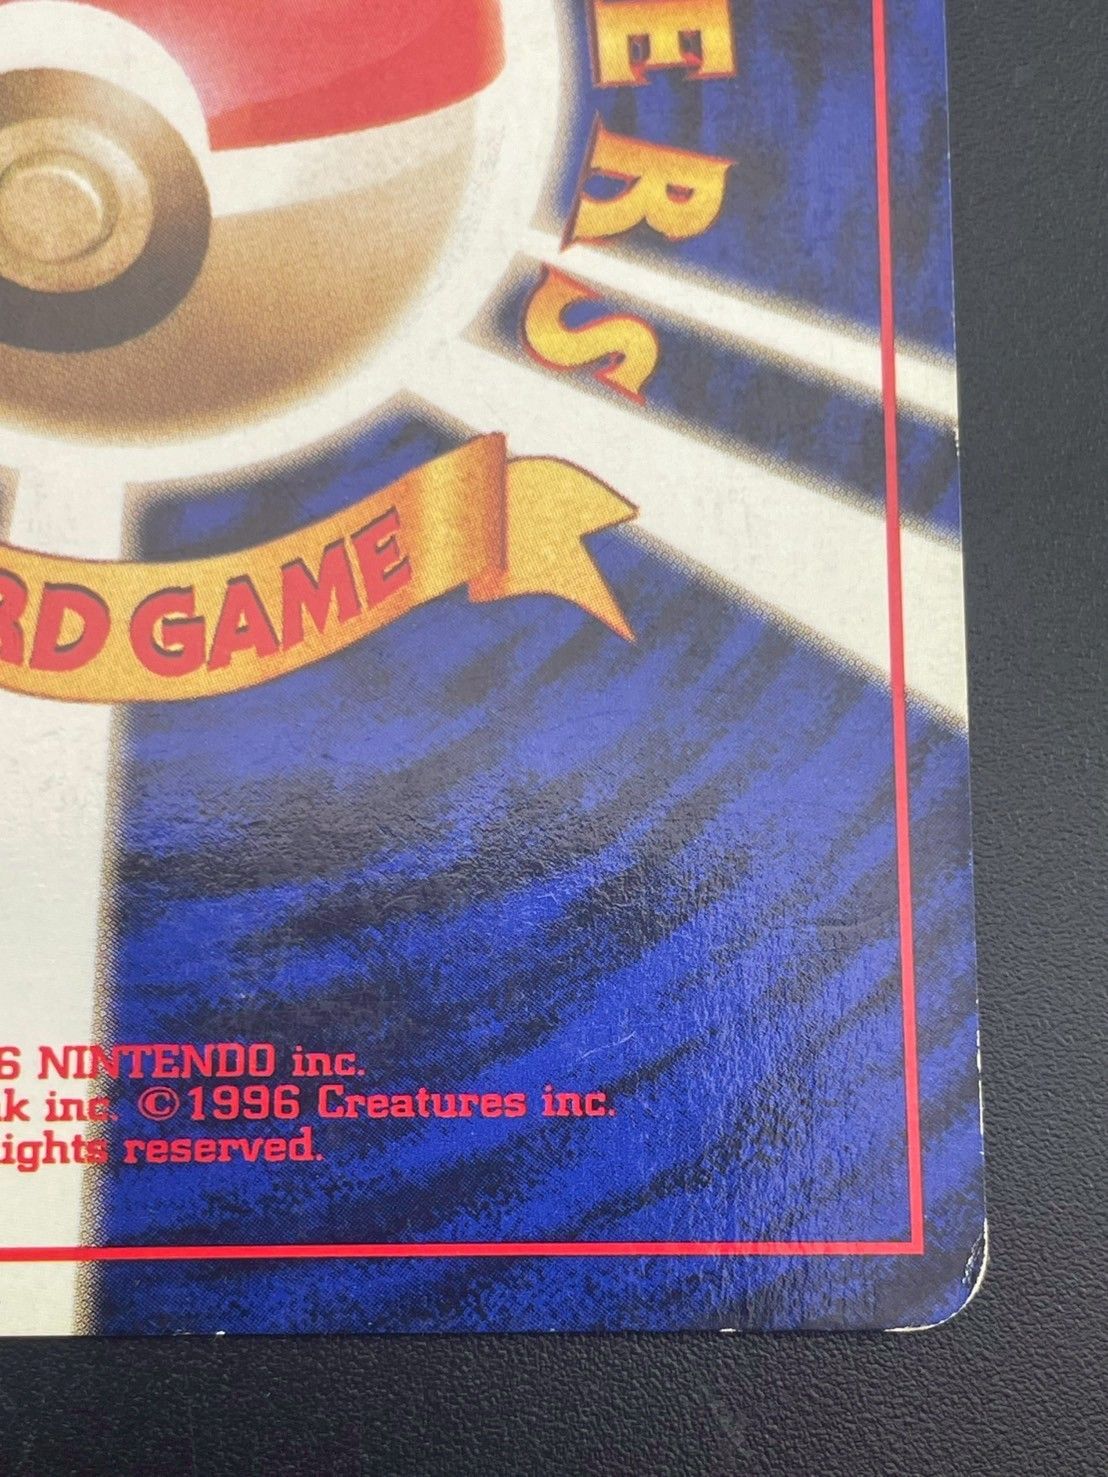 ERS
RD GAME
6 NINTENDO inc.
k inc. ©1996 Creatures inc.
ights reserved.